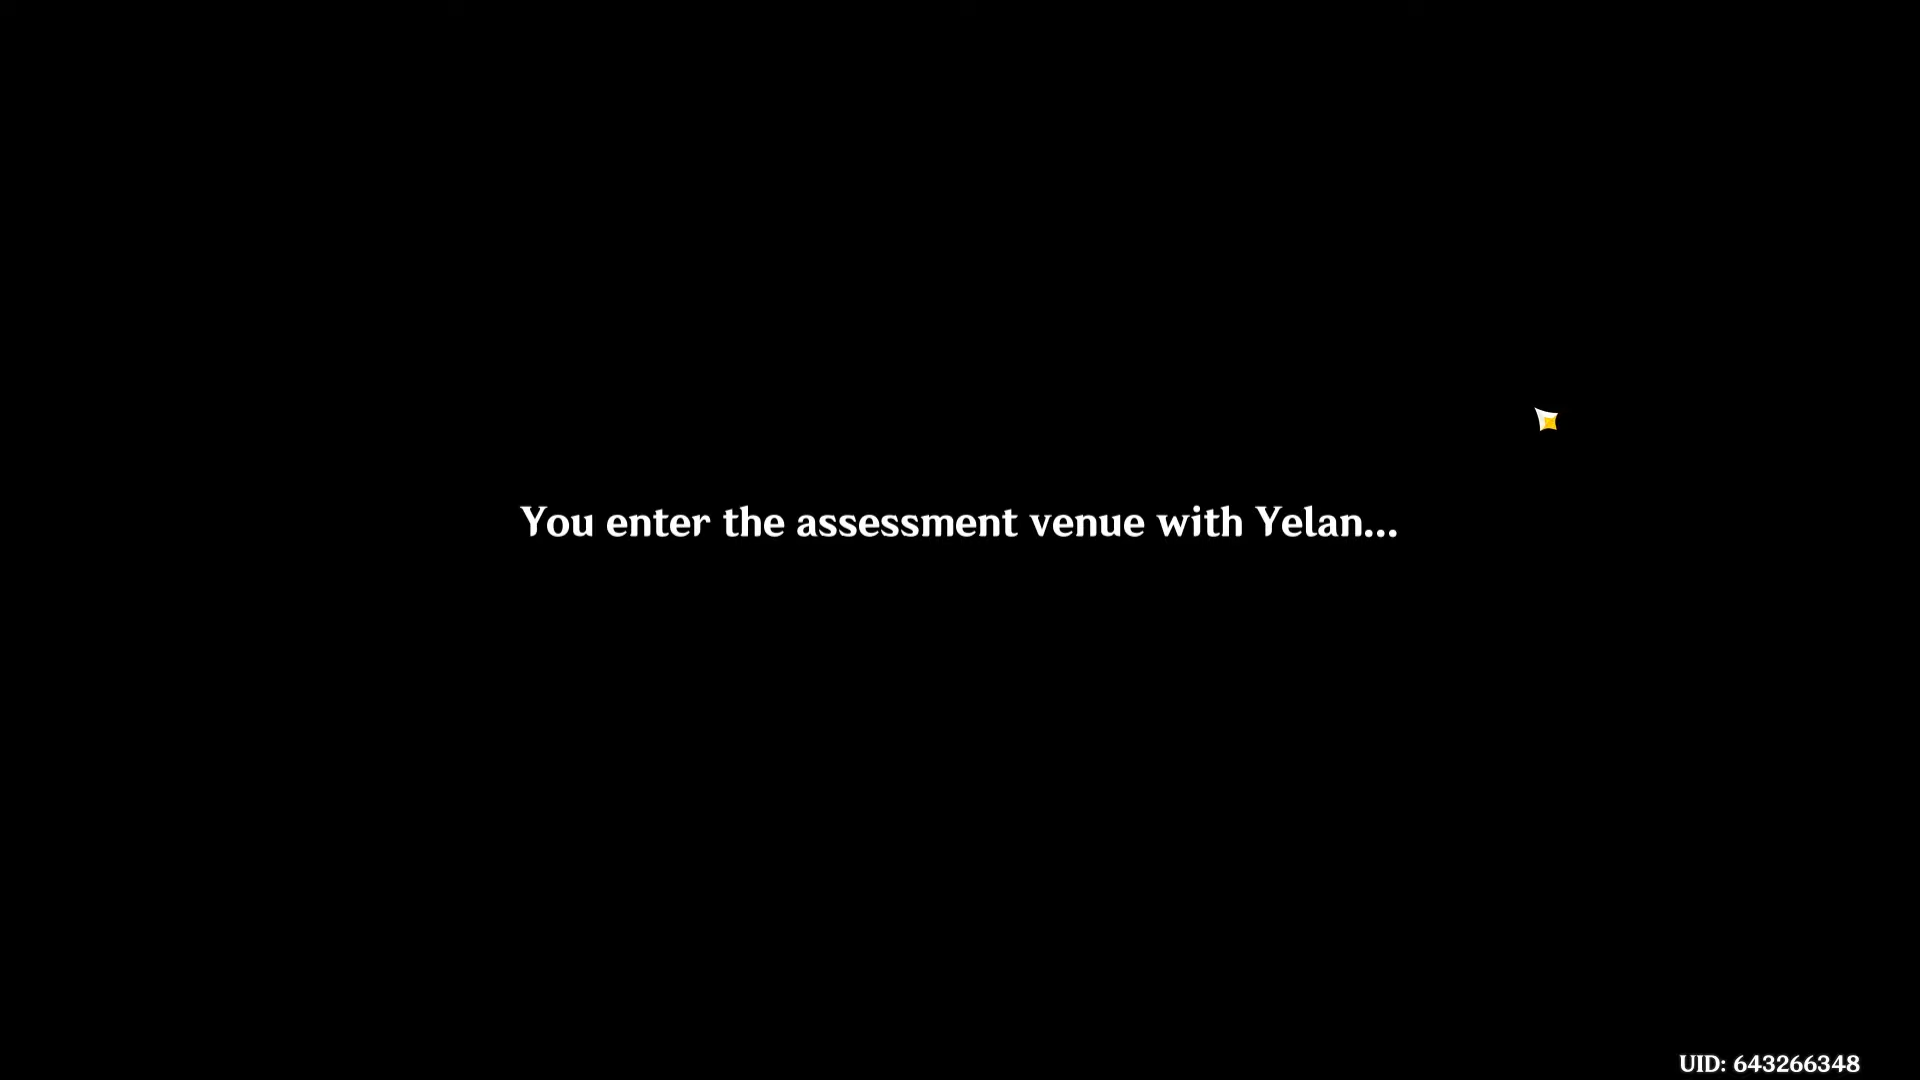 You enter the assessment venue with Yelan...
UID: 643266348